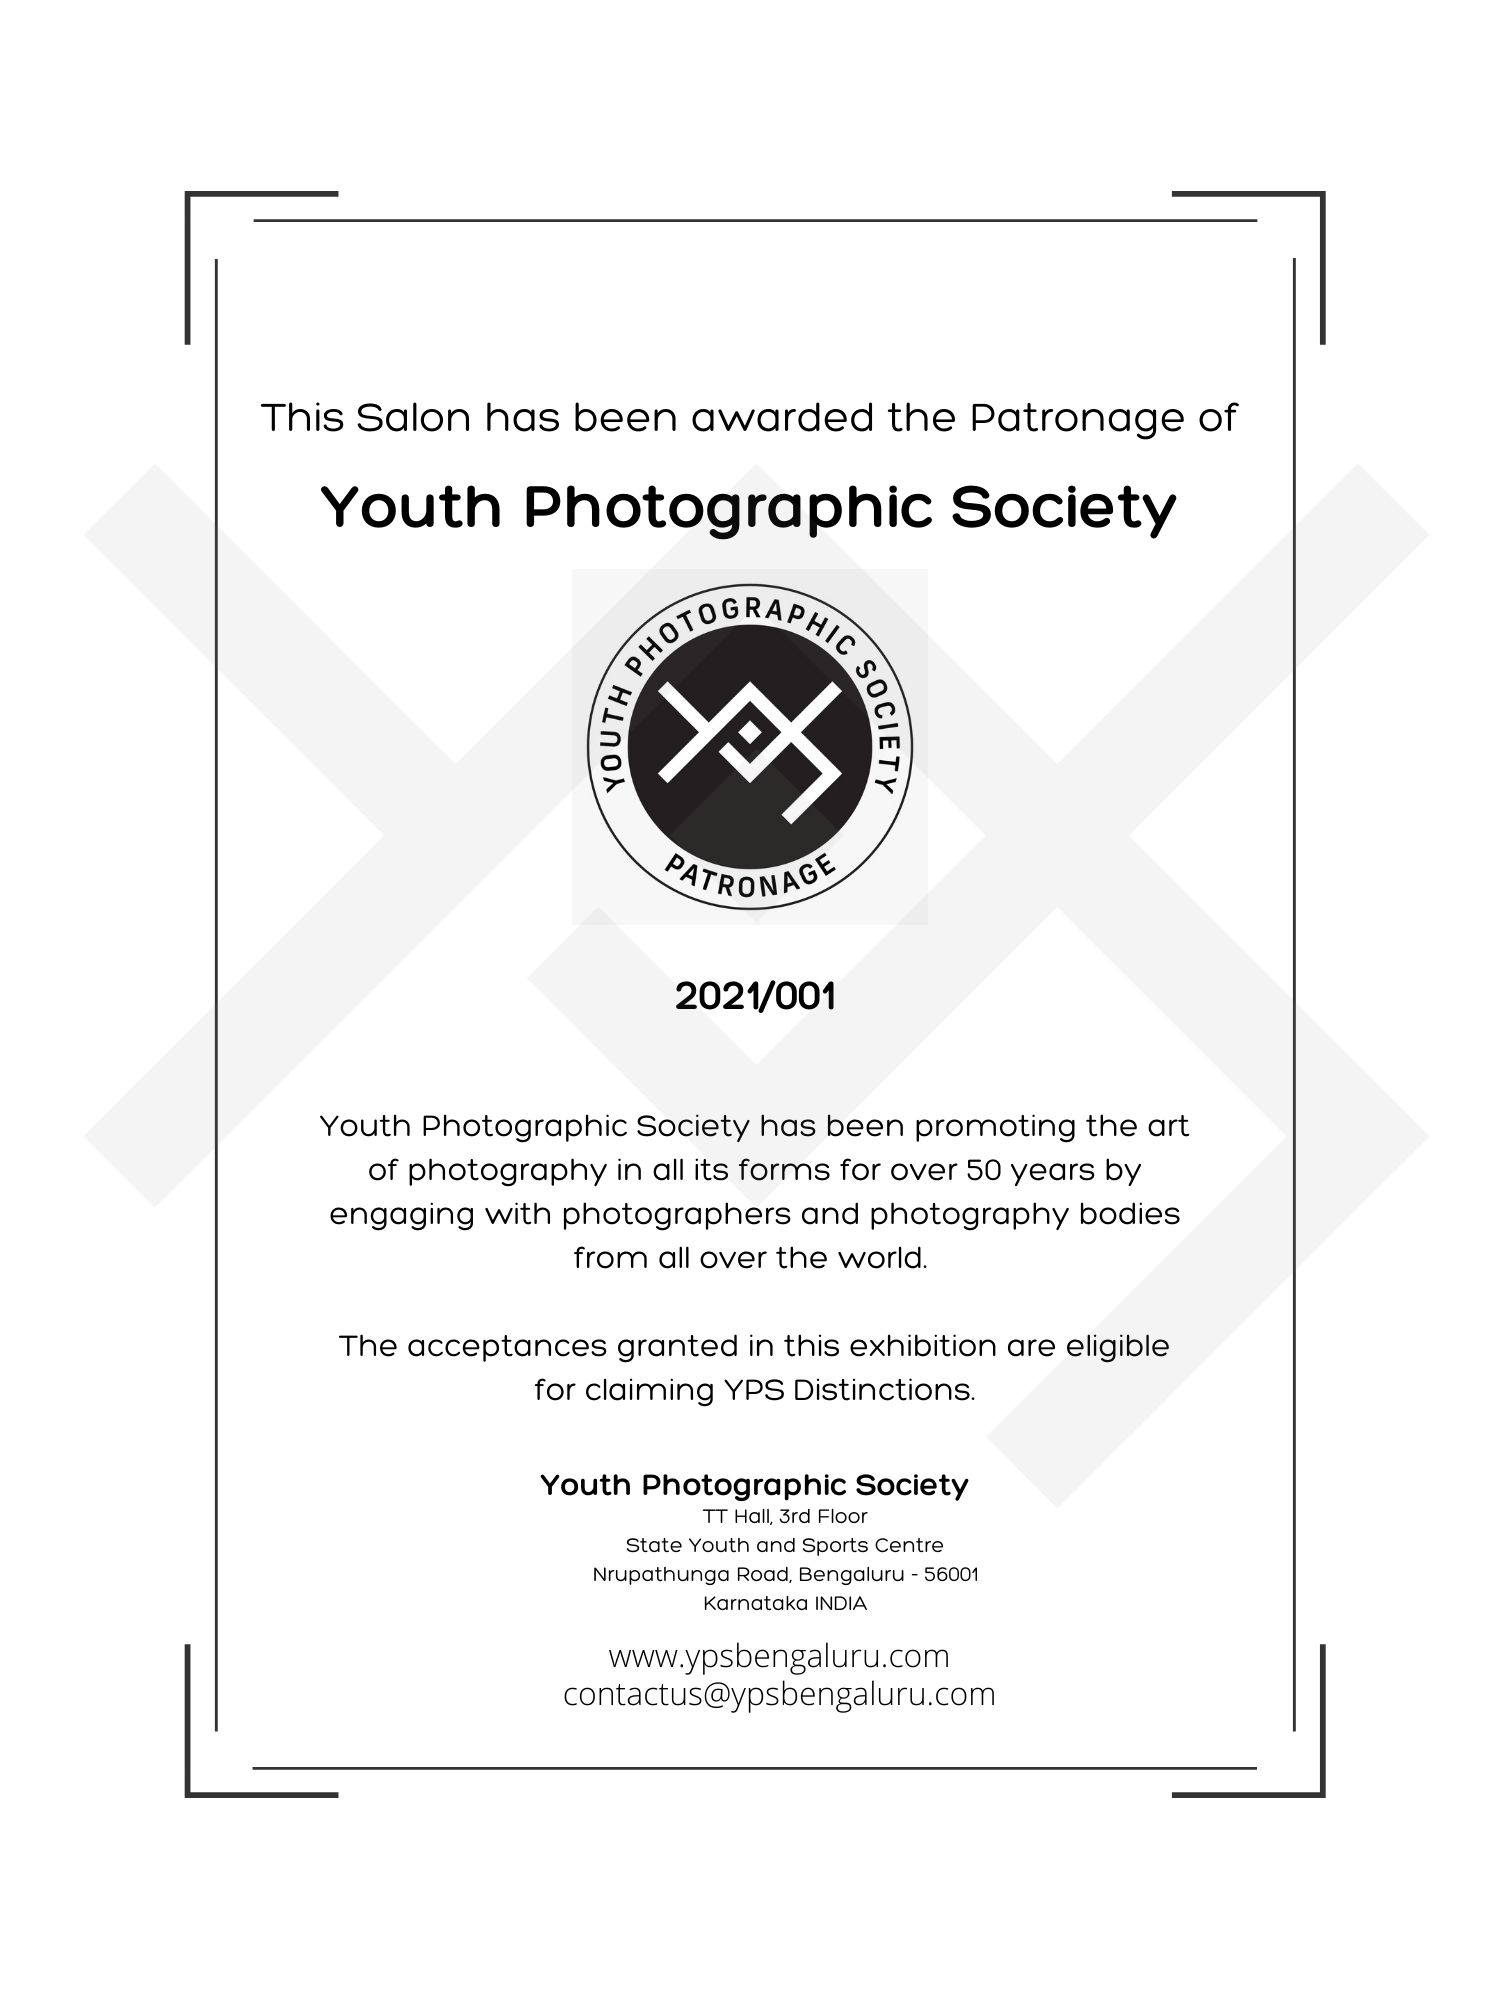 This Salon has been awarded the Patronage of
Youth Photographic Society
YOUTH PHOTOGRAPHIC SOCIETY
PATRONAGE
2021/001
Youth Photographic Society has been promoting the art
of photography in all its forms for over 50 years by
engaging with photographers and photography bodies
from all over the world.
The acceptances granted in this exhibition are eligible
for claiming YPS Distinctions.
Youth Photographic Society
TT Hall, 3rd Floor
State Youth and Sports Centre
Nrupathunga Road, Bengaluru - 56001
Karnataka INDIA
www.ypsbengaluru.com
contactus@ypsbengaluru.com